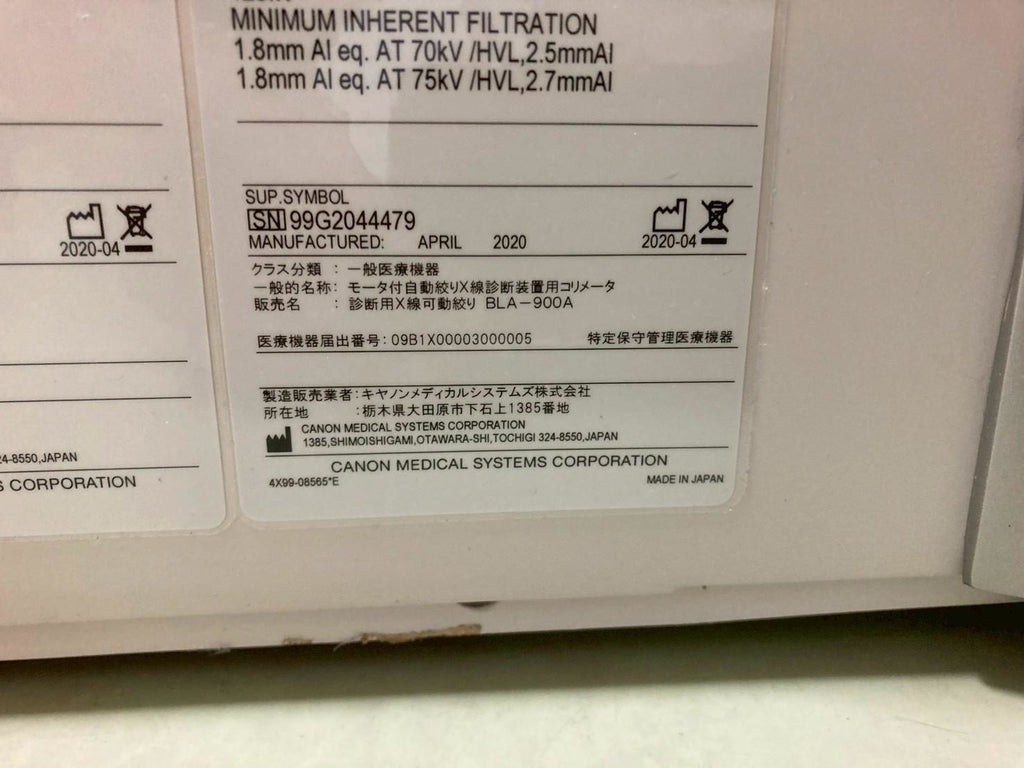 MINIMUM INHERENT FILTRATION
1.8mm Al eq. AT 70kV /HVL,2.5mmAl
1.8mm Al eq. AT 75kV /HVL,2.7mmAl
SUP.SYMBOL
SN 99G2044479
MANUFACTURED: APRIL 2020
2020-04
クラス分類 : 一般医療機器
一般的名称: モータ付自動絞りX線診断装置用コリメータ
販売名 : 診断用X線可動絞り BLA-900A
医療機器届出番号: 09B1X00003000005 特定保守管理医療機器
製造販売業者:キヤノンメディカルシステムズ株式会社
所在地 :栃木県大田原市下石上1385番地
CANON MEDICAL SYSTEMS CORPORATION
1385,SHIMOISHIGAMI,OTAWARA-SHI,TOCHIGI 324-8550,JAPAN
CANON MEDICAL SYSTEMS CORPORATION
4X99-08565*E MADE IN JAPAN
2020-04
24-8550,JAPAN
S CORPORATION